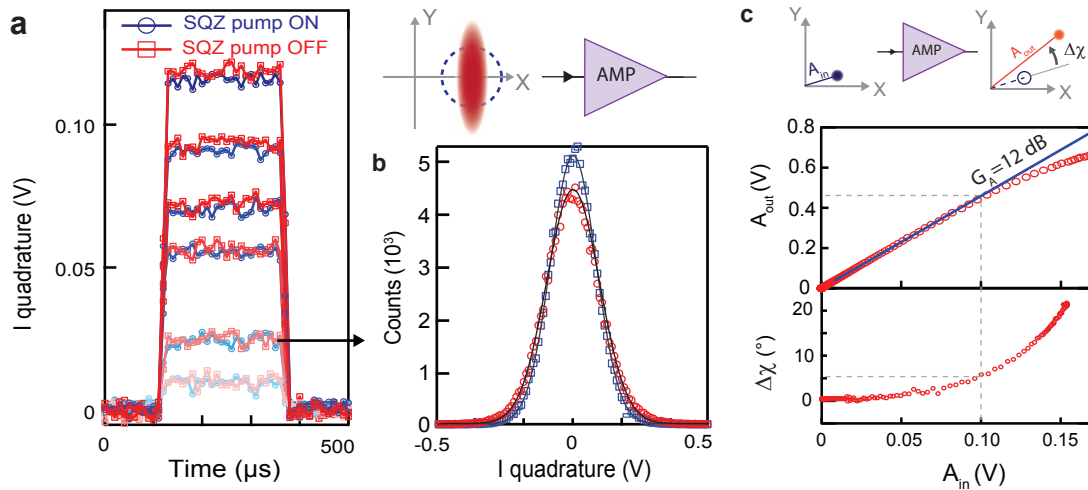 a
SQZ pump ON
SQZ pump OFF
I quadrature (V)
0.10
0.05
0
0
500
Time (µs)
Y
X
AMP
b
Counts (10³)
5
4
3
2
1
0
-0.5
0
0.5
I quadrature (V)
c
Y
A_in
X
AMP
Y
A_out
Δχ
X
A_out (V)
0.8
0.6
0.4
0.2
0
G_A=12 dB
Δχ (°)
20
10
0
0
0.05
0.10
0.15
A_in (V)